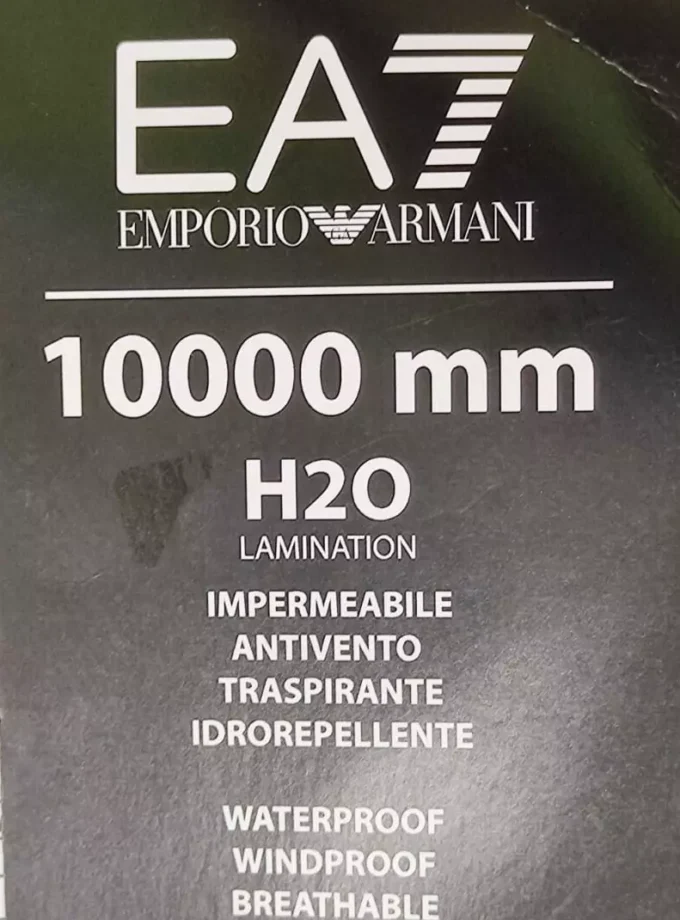 EA7
EMPORIO ARMANI
10000 mm
H2O
LAMINATION
IMPERMEABILE
ANTIVENTO
TRASPIRANTE
IDROREPELLENTE
WATERPROOF
WINDPROOF
BREATHABLE